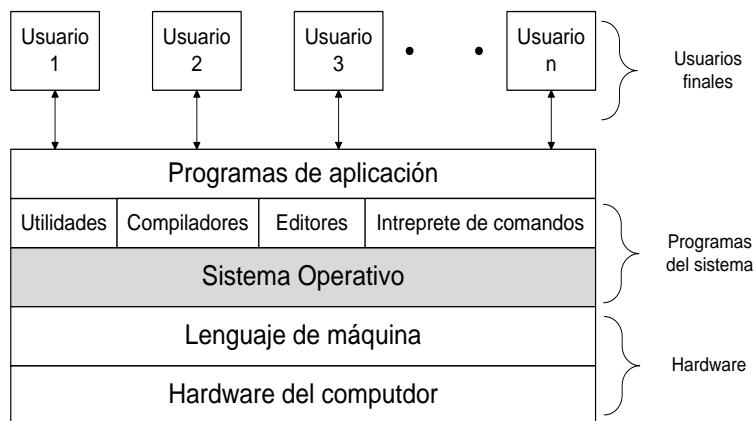 Usuario
1
Usuario
2
Usuario
3
Usuario
n
Usuarios
finales
Programas de aplicación
Utilidades
Compiladores
Editores
Intreprete de comandos
Programas
del sistema
Sistema Operativo
Lenguaje de máquina
Hardware
Hardware del computdor